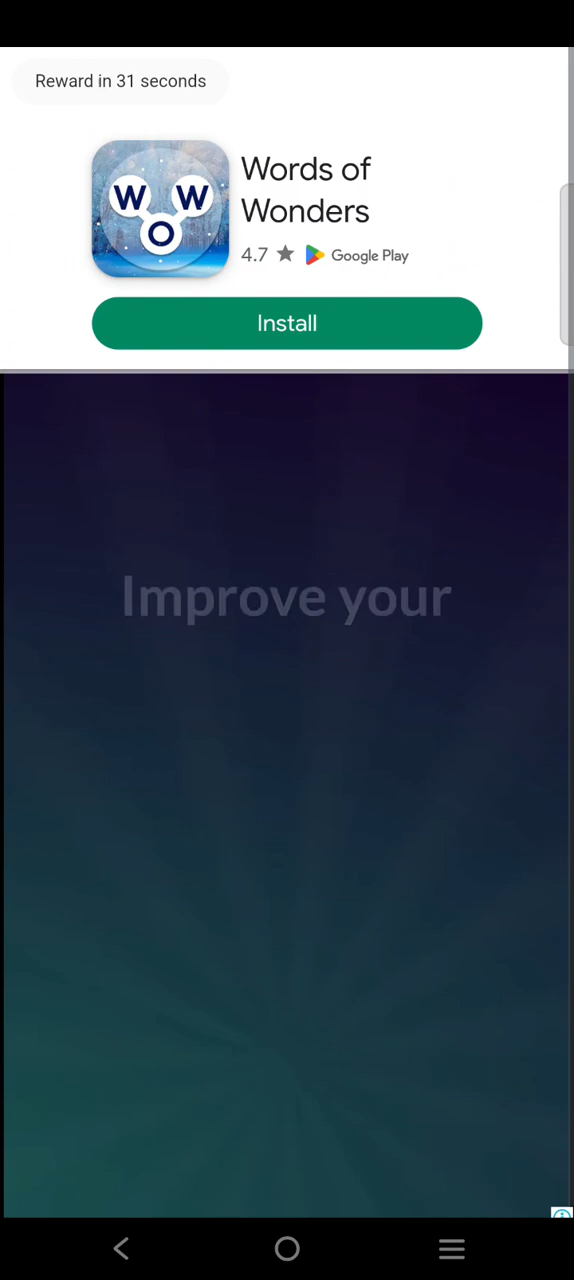 Reward in 31 seconds
Words of
Wonders
W W
O
4.7 ★ Google Play
Install
Improve your